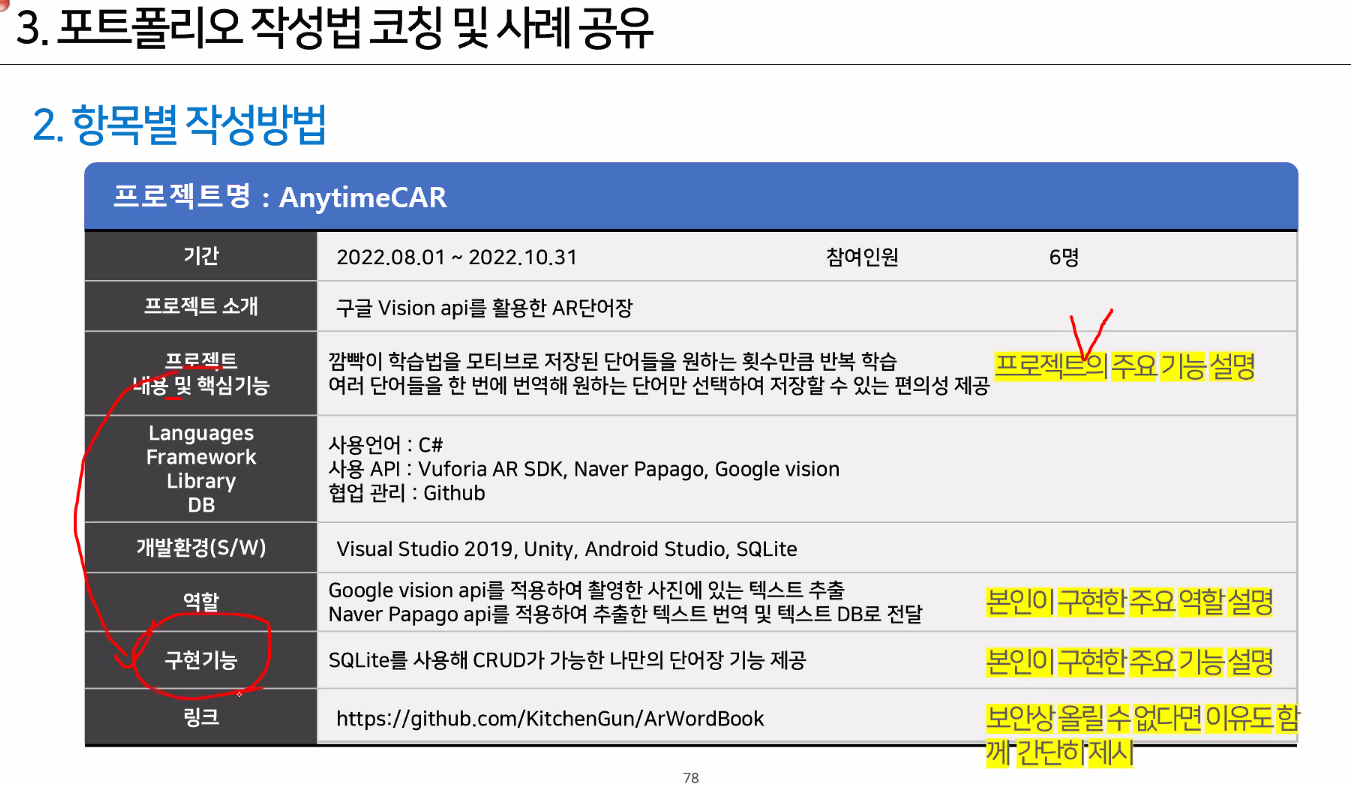 3. 포트폴리오 작성법 코칭 및 사례 공유
2. 항목별 작성방법
프로젝트명 : AnytimeCAR
기간 2022.08.01 ~ 2022.10.31 참여인원 6명
프로젝트 소개 구글 Vision api를 활용한 AR단어장
프로젝트
내용 및 핵심기능
깜빡이 학습법을 모티브로 저장된 단어들을 원하는 횟수만큼 반복 학습
여러 단어들을 한 번에 번역해 원하는 단어만 선택하여 저장할 수 있는 편의성 제공
프로젝트의 주요 기능 설명
Languages
Framework
Library
DB
사용언어 : C#
사용 API : Vuforia AR SDK, Naver Papago, Google vision
협업 관리 : Github
개발환경(S/W) Visual Studio 2019, Unity, Android Studio, SQLite
역할
Google vision api를 적용하여 촬영한 사진에 있는 텍스트 추출
Naver Papago api를 적용하여 추출한 텍스트 번역 및 텍스트 DB로 전달
본인이 구현한 주요 역할 설명
구현기능 SQLite를 사용해 CRUD가 가능한 나만의 단어장 기능 제공 본인이 구현한 주요 기능 설명
링크 https://github.com/KitchenGun/ArWordBook
보안상 올릴 수 없다면 이유도 함
께 간단히 제시
78